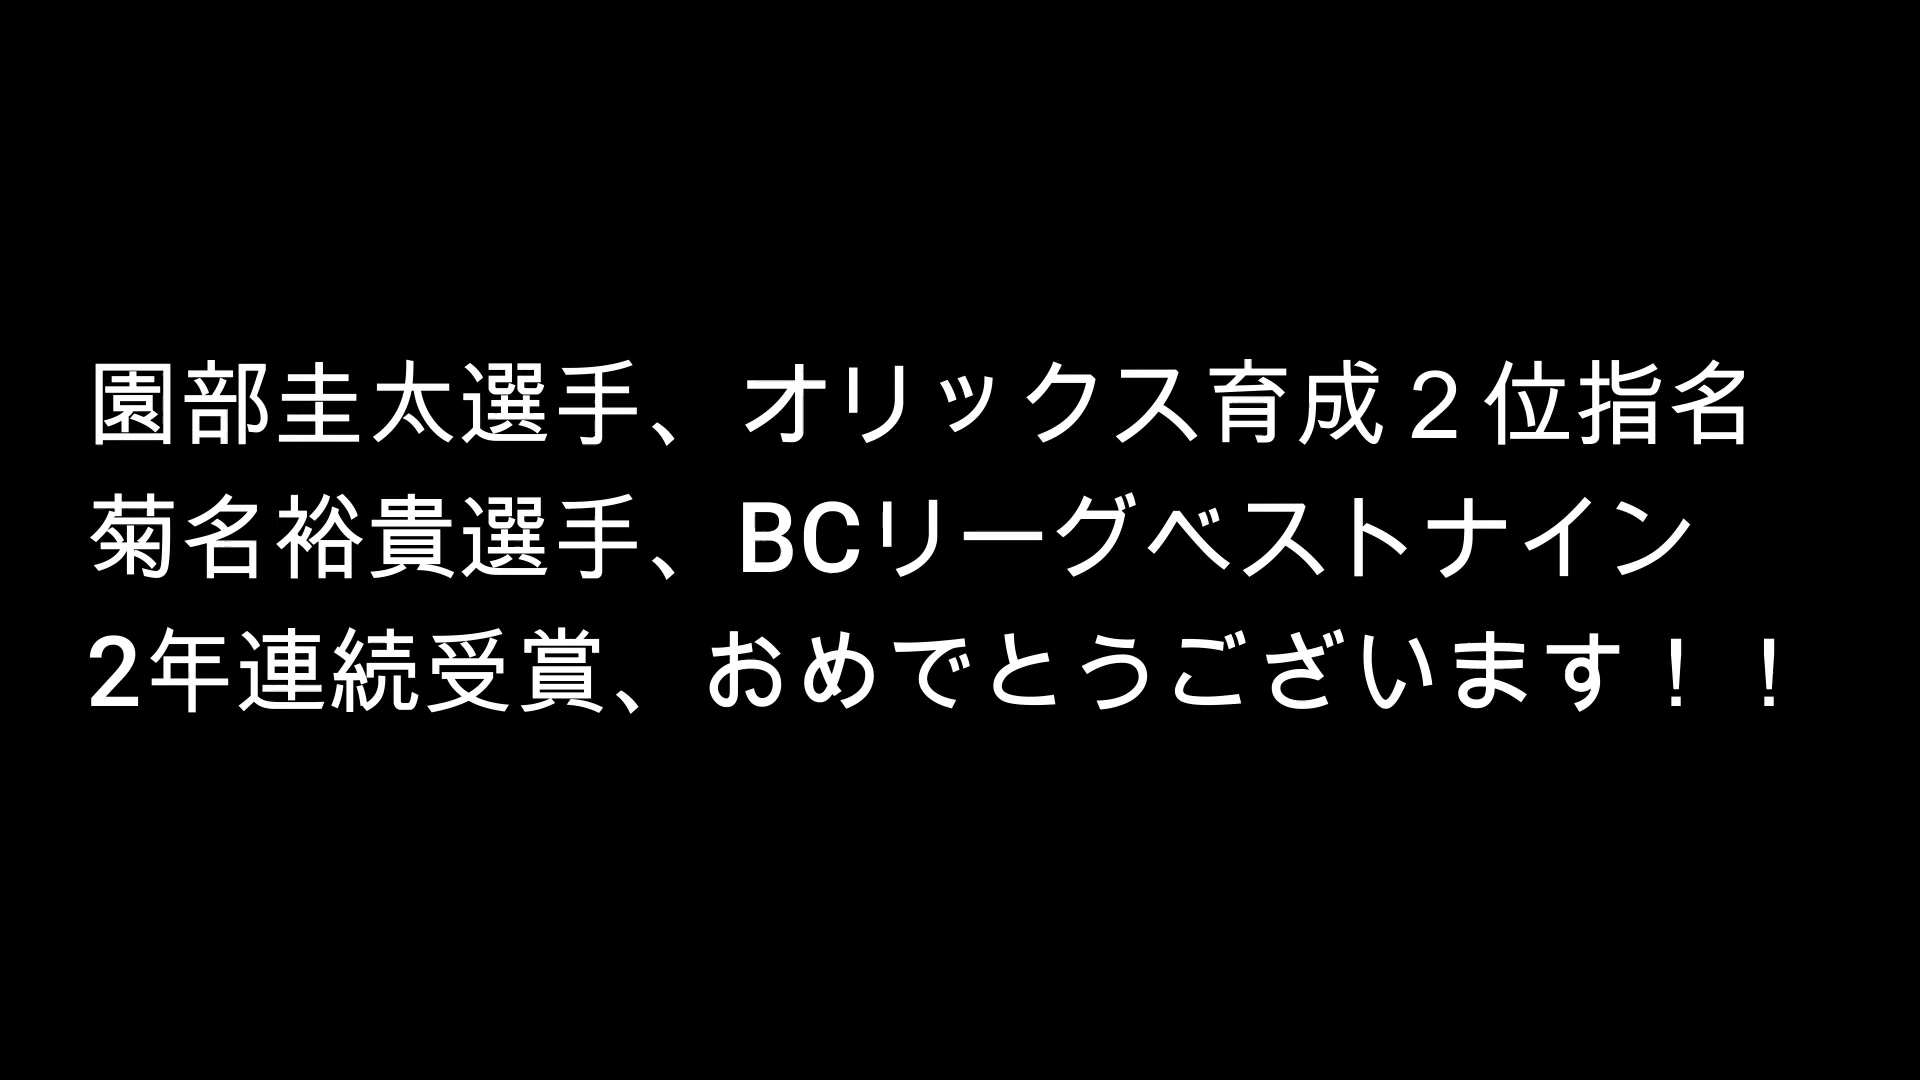 園部圭太選手、オリックス育成２位指名
菊名裕貴選手、BCリーグベストナイン
2年連続受賞、おめでとうございます！！